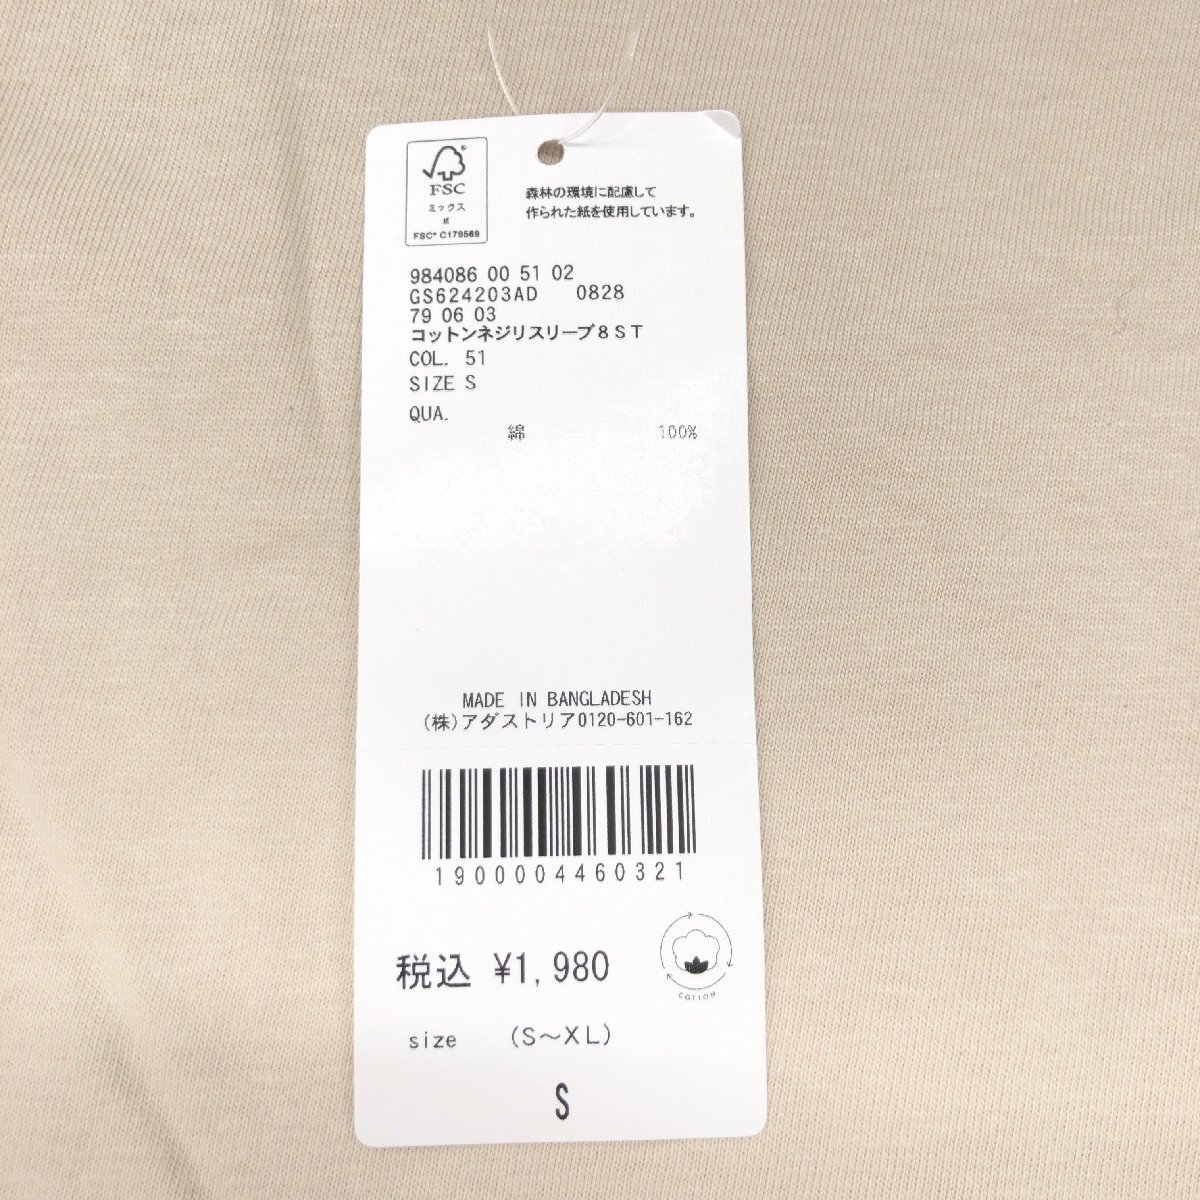 FSC
ミックス
紙
FSC® C179569
森林の環境に配慮して
作られた紙を使用しています。
984086 00 51 02
GS624203AD 0828
79 06 03
コットンネジリスリーブ8ST
COL. 51
SIZE S
QUA.
綿 100%
MADE IN BANGLADESH
(株)アダストリア0120-601-162
1900004460321
税込 ¥1,980
COTTON
size (S~XL)
S